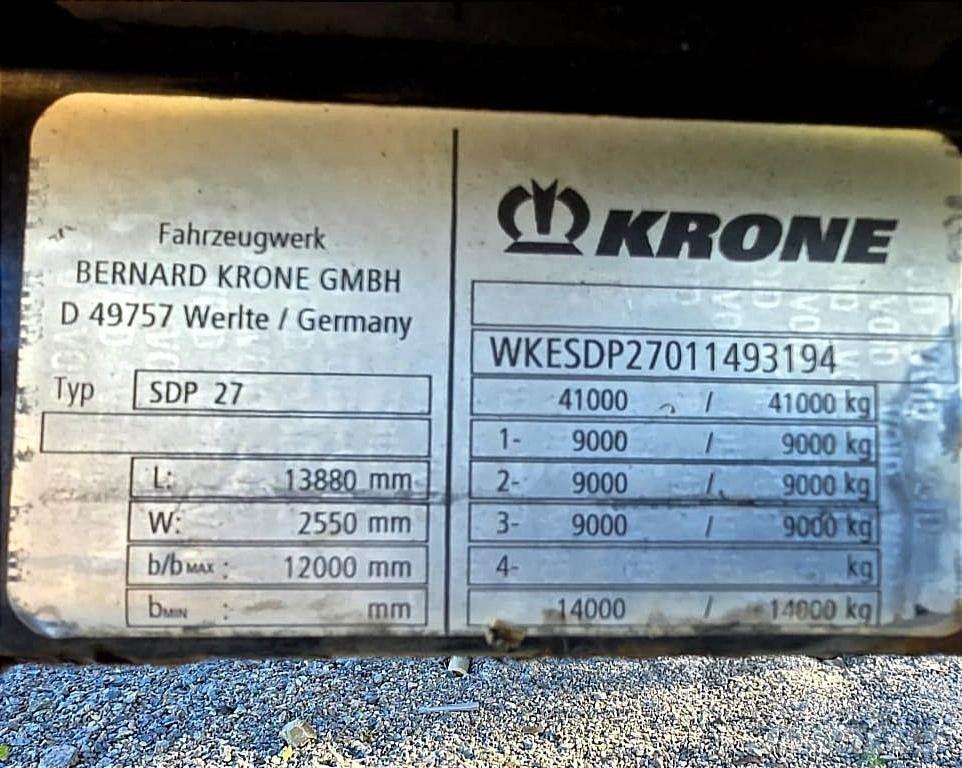 Fahrzeugwerk
BERNARD KRONE GMBH
D 49757 Werlte / Germany
Typ SDP 27
L: 13880 mm
W: 2550 mm
b/bMAX : 12000 mm
bMIN : mm
KRONE
WKESDP27011493194
41000 / 41000 kg
1- 9000 / 9000 kg
2- 9000 / 9000 kg
3- 9000 / 9000 kg
4- kg
14000 / 14000 kg